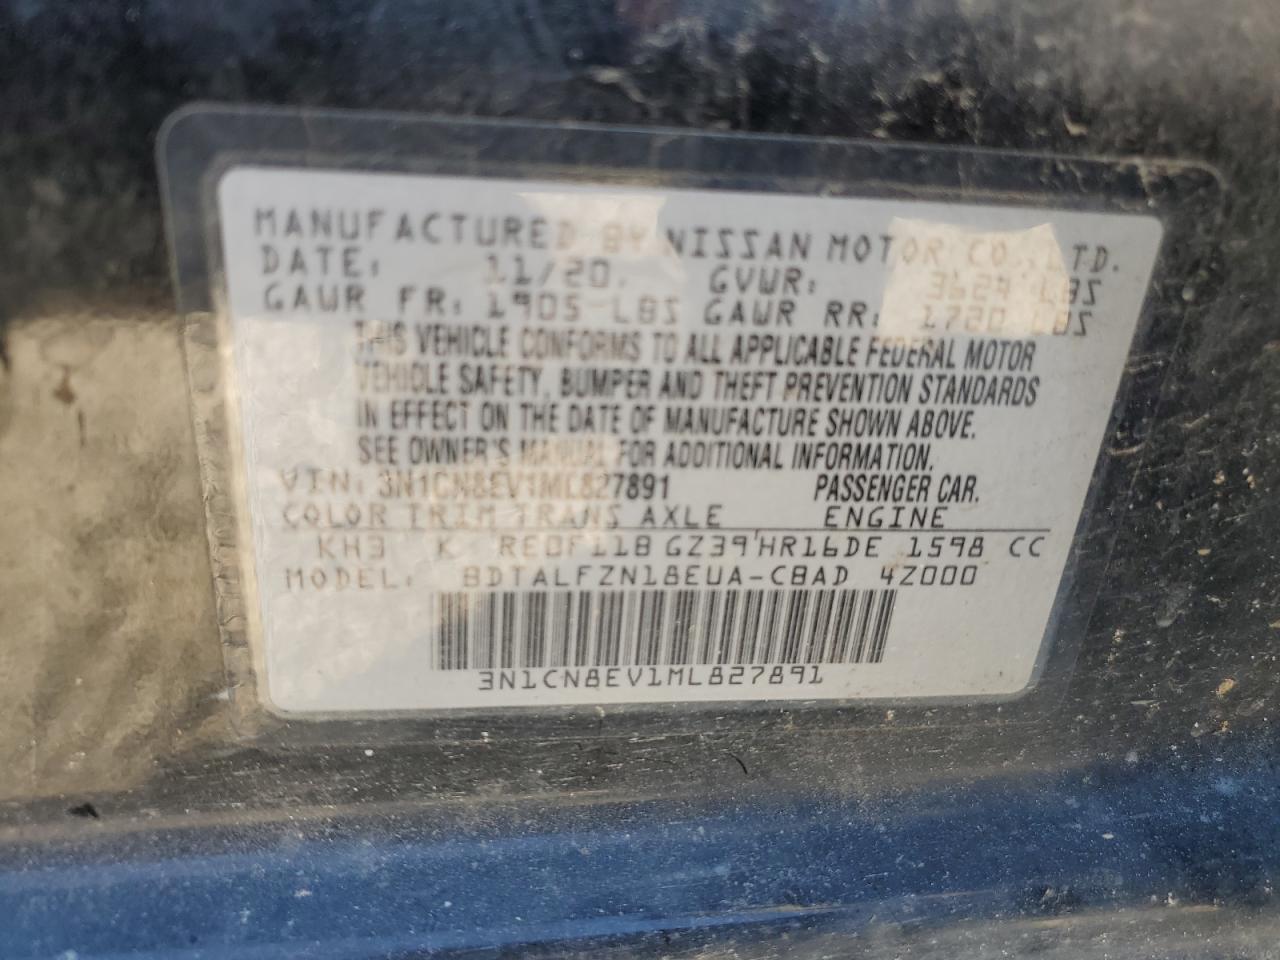 MANUFACTURED BY NISSAN MOTOR CO., LTD.
DATE: 11/20. GVWR: 3624 LBS
GAWR FR: 1905 LBS GAWR RR: 1720 LBS
THIS VEHICLE CONFORMS TO ALL APPLICABLE FEDERAL MOTOR
VEHICLE SAFETY, BUMPER AND THEFT PREVENTION STANDARDS
IN EFFECT ON THE DATE OF MANUFACTURE SHOWN ABOVE.
SEE OWNER'S MANUAL FOR ADDITIONAL INFORMATION.
VIN: 3N1CN8EV1ML827891 PASSENGER CAR.
COLOR TRIM TRANS AXLE ENGINE
KH3 K RE0F11B GZ39 HR16DE 1598 CC
MODEL: BDTALFZN18EUA-CBAD 4Z000
3N1CN8EV1ML827891